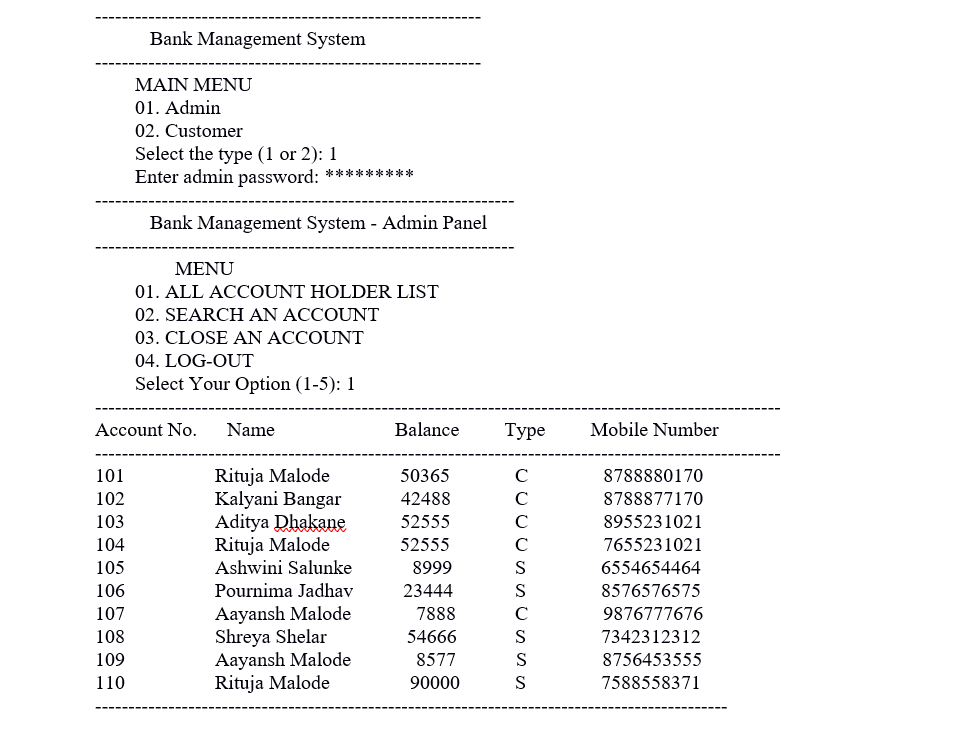 ----------------------------------------------------------
Bank Management System
----------------------------------------------------------
MAIN MENU
01. Admin
02. Customer
Select the type (1 or 2): 1
Enter admin password: *********
---------------------------------------------------------------
Bank Management System - Admin Panel
---------------------------------------------------------------
MENU
01. ALL ACCOUNT HOLDER LIST
02. SEARCH AN ACCOUNT
03. CLOSE AN ACCOUNT
04. LOG-OUT
Select Your Option (1-5): 1
-------------------------------------------------------------------------------------------------------
Account No. Name Balance Type Mobile Number
-------------------------------------------------------------------------------------------------------
101 Rituja Malode 50365 C 8788880170
102 Kalyani Bangar 42488 C 8788877170
103 Aditya Dhakane 52555 C 8955231021
104 Rituja Malode 52555 C 7655231021
105 Ashwini Salunke 8999 S 6554654464
106 Pournima Jadhav 23444 S 8576576575
107 Aayansh Malode 7888 C 9876777676
108 Shreya Shelar 54666 S 7342312312
109 Aayansh Malode 8577 S 8756453555
110 Rituja Malode 90000 S 7588558371
-----------------------------------------------------------------------------------------------